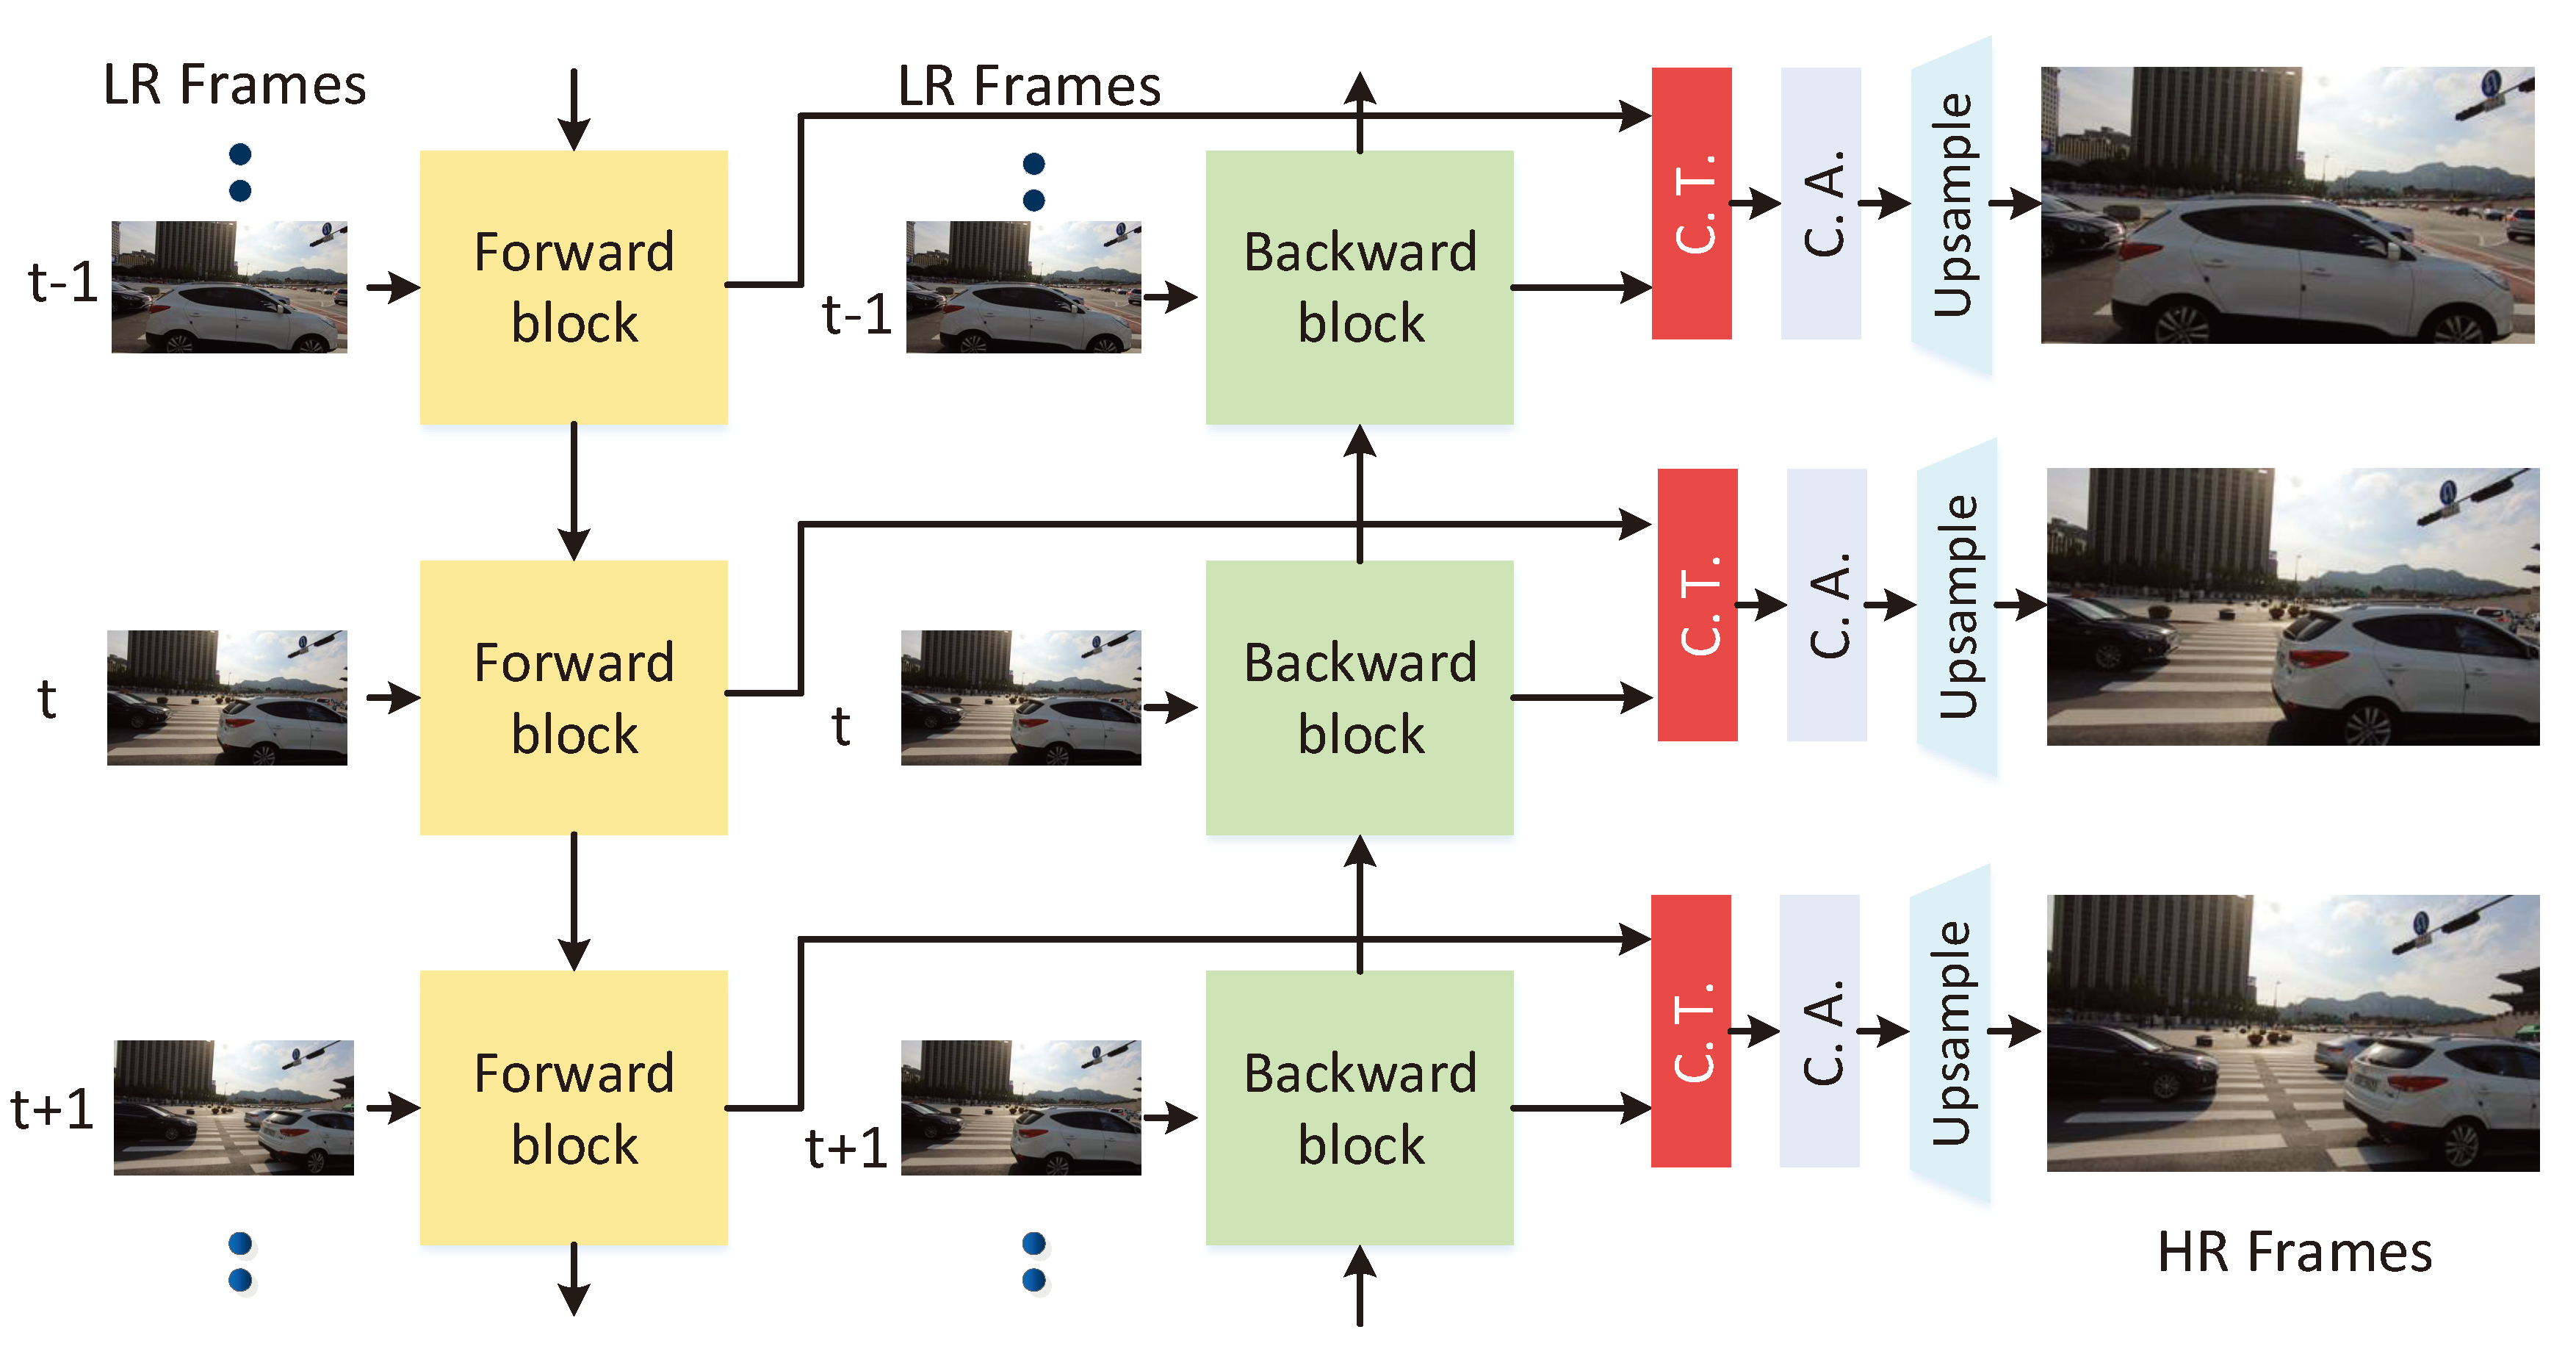 LR Frames
LR Frames
t-1
Forward
block
t-1
Backward
block
C. T.
C. A.
Upsample
t
Forward
block
t
Backward
block
C. T.
C. A.
Upsample
t+1
Forward
block
t+1
Backward
block
C. T.
C. A.
Upsample
HR Frames